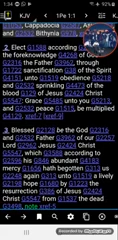 1:34
KJV 1Pe 1:1 KJV
Cappadocia G2587
and G2532 Bithynia G978
2, Elect G1588 according G2596
the foreknowledge G4268 of God
G2316 the Father G3962, through
G1722 sanctification G38 of the Spirit
G4151, unto G1519 obedience G5218
and G2532 sprinkling G4473 of the
blood G129 of Jesus G2424 Christ
G5547: Grace G5485 unto you G5213,
and G2532 peace G1515, be multiplied
G4129.
3, Blessed G2128 be the God G2316
and G2532 Father G3962 of our G2257
Lord G2962 Jesus G2424 Christ
G5547, which G3588 according to
G2596 his G846 abundant G4183
mercy G1656 hath begotten G313 us
G2248 again G313 unto G1519 a lively
G2198 hope G1680 by G1223 the
resurrection G386 of Jesus G2424
Christ G5547 from G1537 the dead
G3498,